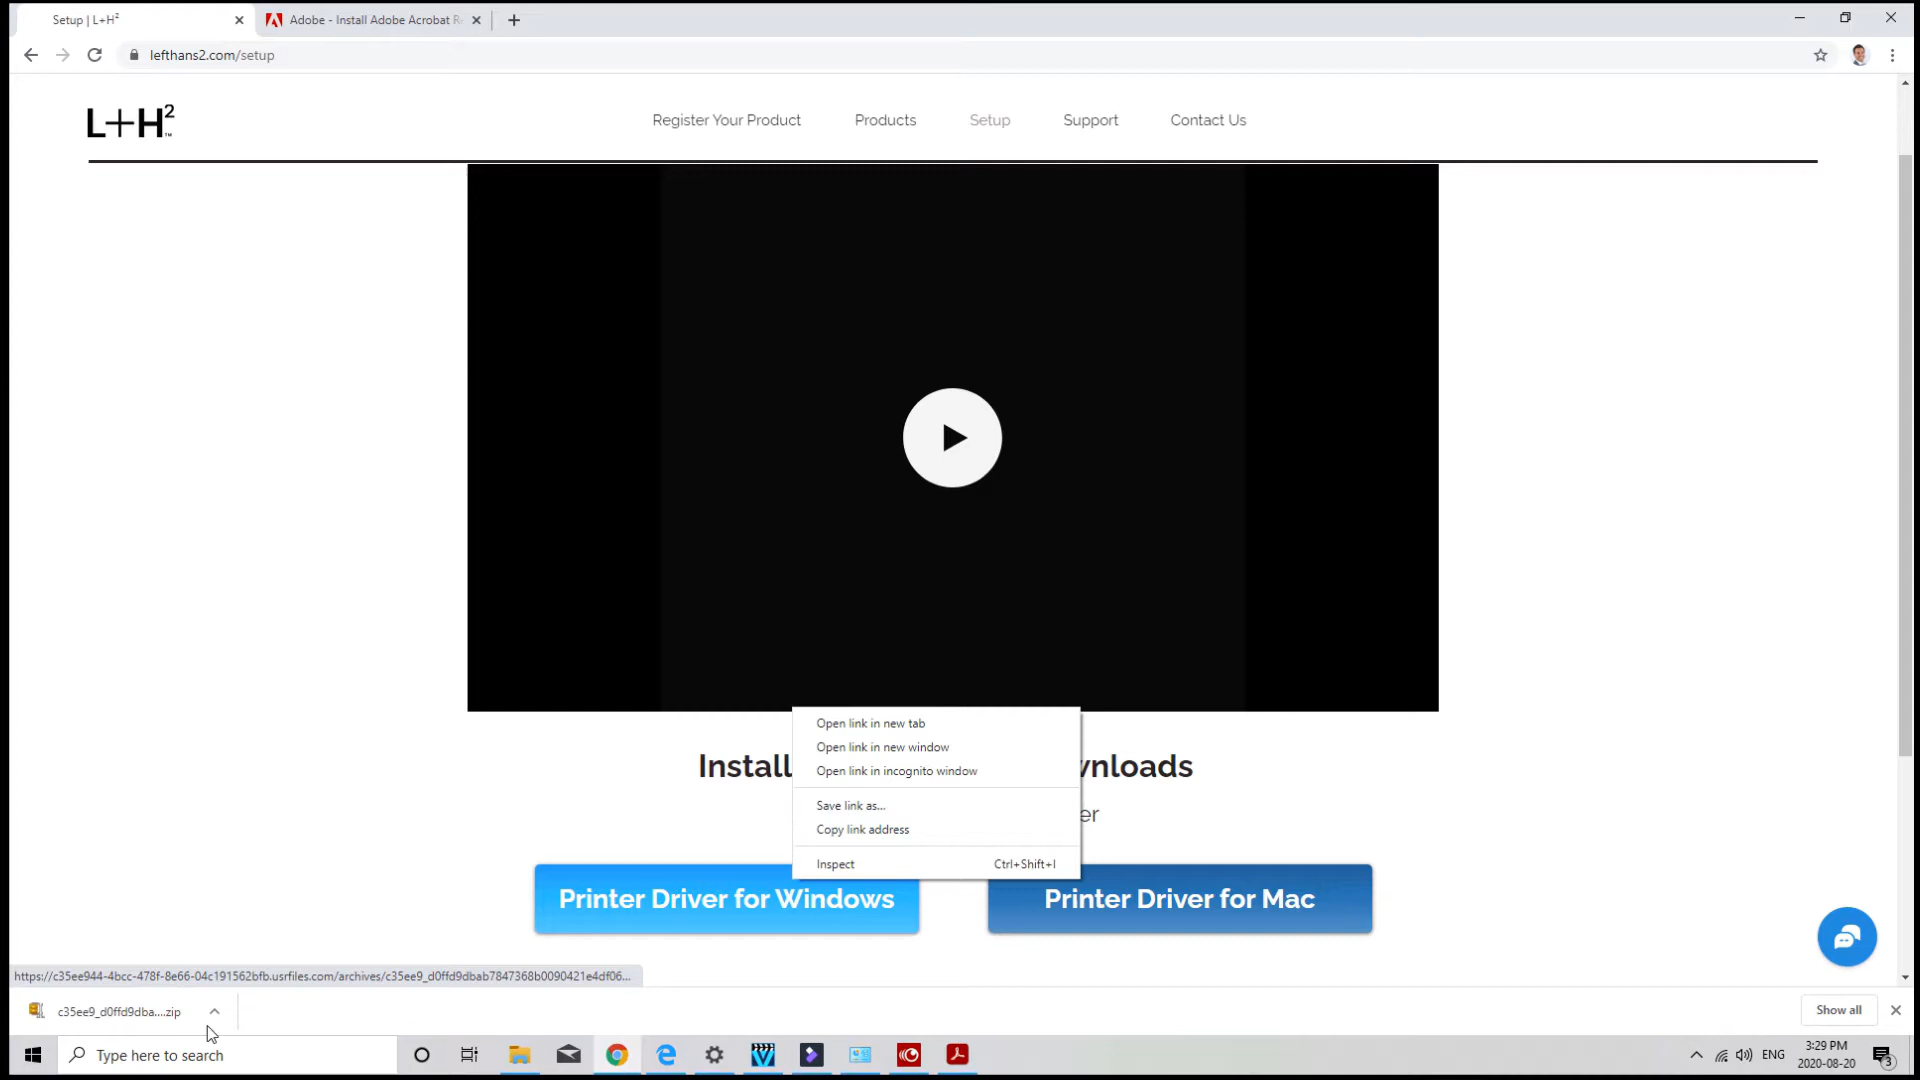 Setup | L+H²
Adobe - Install Adobe Acrobat R
lefthans2.com/setup
L+H²™
Register Your Product
Products
Setup
Support
Contact Us
Open link in new tab
Open link in new window
Open link in incognito window
Save link as...
Copy link address
Inspect Ctrl+Shift+I
Install wnloads
er
Printer Driver for Windows
Printer Driver for Mac
https://c35ee944-4bcc-478f-8e66-04c191562bfb.usrfiles.com/archives/c35ee9_d0ffd9dbab7847368b0090421e4df06...
c35ee9_d0ffd9dba....zip
Show all
Type here to search
ENG
3:29 PM
2020-08-20
3